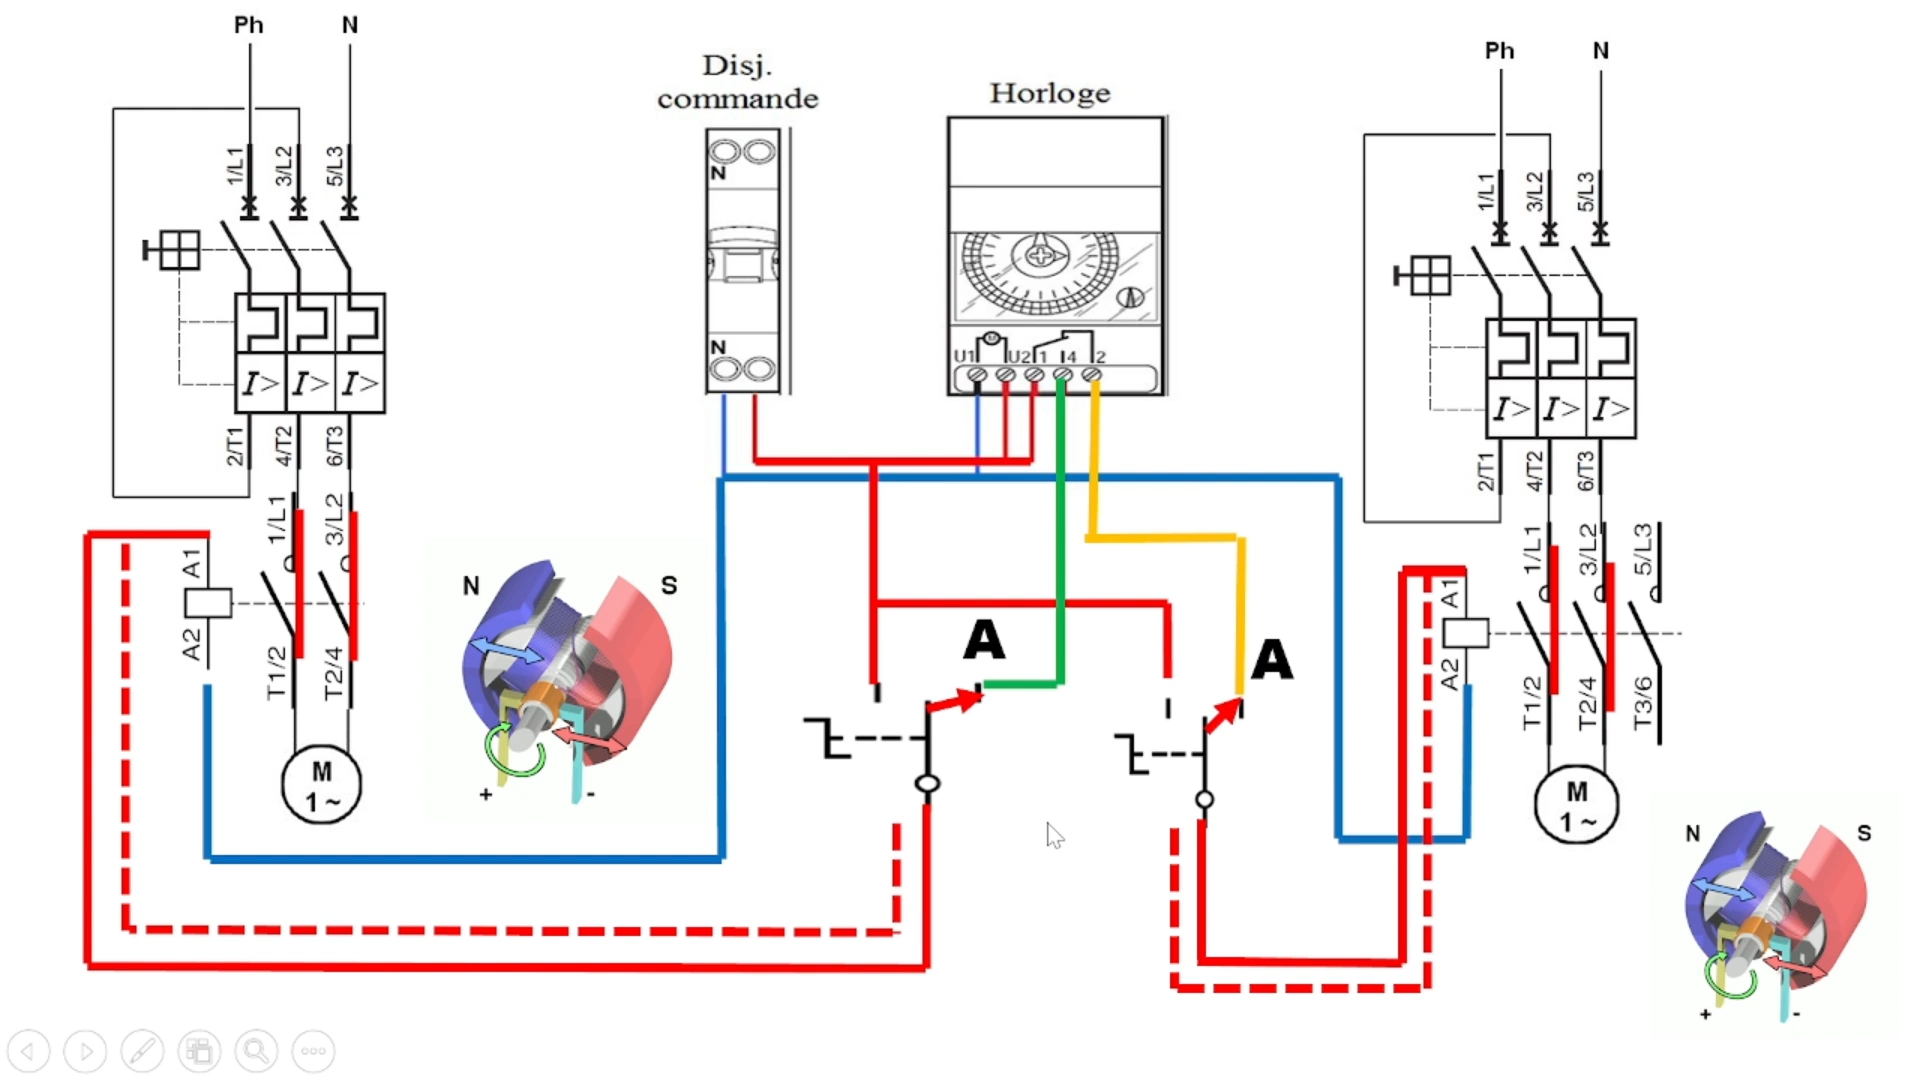 Ph N
1/L1 3/L2 5/L3
I> I> I>
2/T1 4/T2 6/T3
1/L1 3/L2
A1
A2
T1/2 T2/4
M
1 ~
N S
+ -
Disj.
commande
N
N
Horloge
M
U1 U2 1 4 2
A
A
Ph N
1/L1 3/L2 5/L3
I> I> I>
2/T1 4/T2 6/T3
1/L1 3/L2 5/L3
A1
A2
T1/2 T2/4 T3/6
M
1 ~
N S
+ -